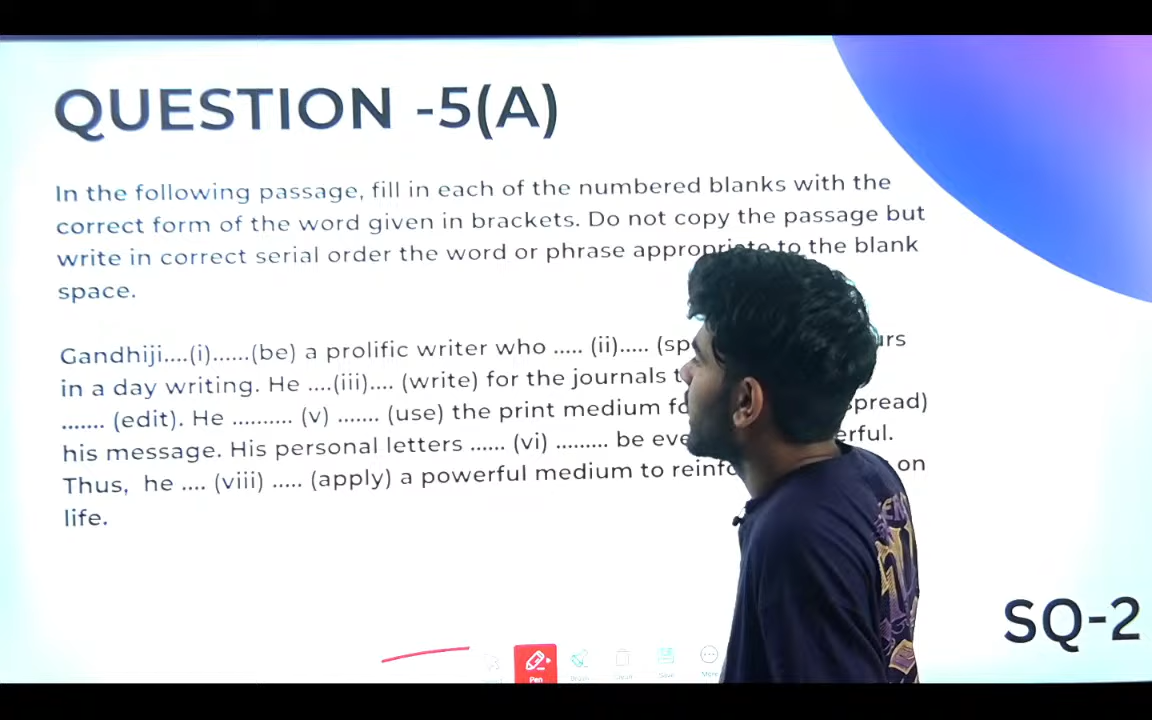 QUESTION -5(A)
In the following passage, fill in each of the numbered blanks with the
correct form of the word given in brackets. Do not copy the passage but
write in correct serial order the word or phrase appropriate to the blank
space.
Gandhiji....(i)......(be) a prolific writer who ..... (ii)..... (sp
in a day writing. He ....(iii).... (write) for the journals
....... (edit). He .......... (v) ....... (use) the print medium spread)
his message. His personal letters ...... (vi) ......... be
Thus, he .... (viii) ..... (apply) a powerful medium to on
life.
SQ-2
Pen
Save